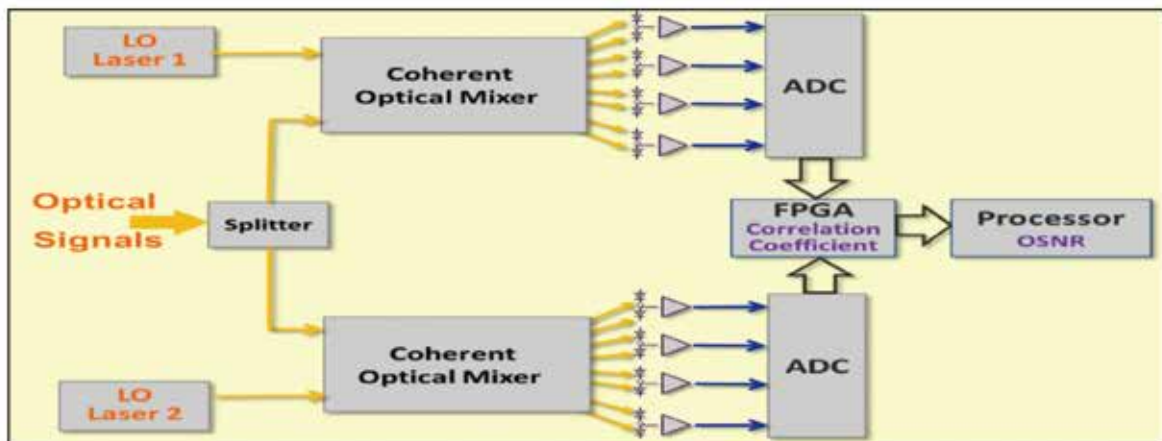 LO
Laser 1
Coherent
Optical Mixer
ADC
Optical
Signals
Splitter
FPGA
Correlation
Coefficient
Processor
OSNR
Coherent
Optical Mixer
ADC
LO
Laser 2